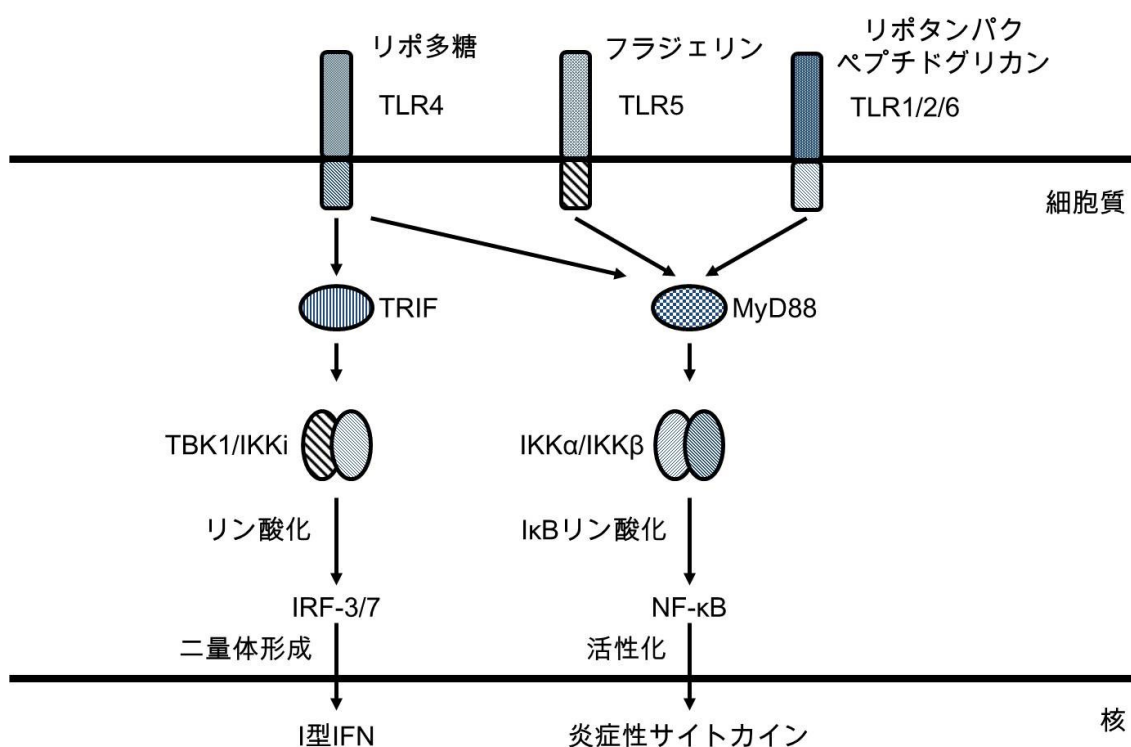 リポ多糖
TLR4
フラジェリン
TLR5
リポタンパク
ペプチドグリカン
TLR1/2/6
細胞質
TRIF
MyD88
TBK1/IKKi
IKKα/IKKβ
リン酸化
IκBリン酸化
IRF-3/7
NF-κB
二量体形成
活性化
核
I型IFN
炎症性サイトカイン